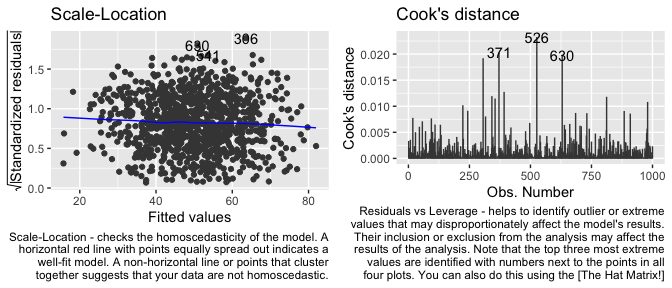 Scale-Location
√|Standardized residuals|
396
630
541
1.5
1.0
0.5
0.0
20
40
60
80
Fitted values
Scale-Location - checks the homoscedasticity of the model. A
horizontal red line with points equally spread out indicates a
well-fit model. A non-horizontal line or points that cluster
together suggests that your data are not homoscedastic.
Cook's distance
Cook's distance
526
371
630
0.020
0.015
0.010
0.005
0.000
0
250
500
750
1000
Obs. Number
Residuals vs Leverage - helps to identify outlier or extreme
values that may disproportionately affect the model's results.
Their inclusion or exclusion from the analysis may affect the
results of the analysis. Note that the top three most extreme
values are identified with numbers next to the points in all
four plots. You can also do this using the [The Hat Matrix!]